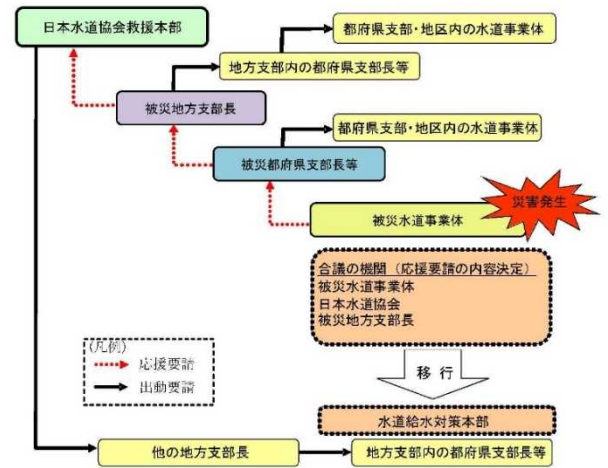 日本水道協会救援本部
都府県支部・地区内の水道事業体
地方支部内の都府県支部長等
被災地方支部長
都府県支部・地区内の水道事業体
被災都府県支部長等
災害発生
被災水道事業体
合議の機関（応援要請の内容決定）
被災水道事業体
日本水道協会
被災地方支部長
(凡例)
応援要請
出動要請
移 行
水道給水対策本部
他の地方支部長
地方支部内の都府県支部長等